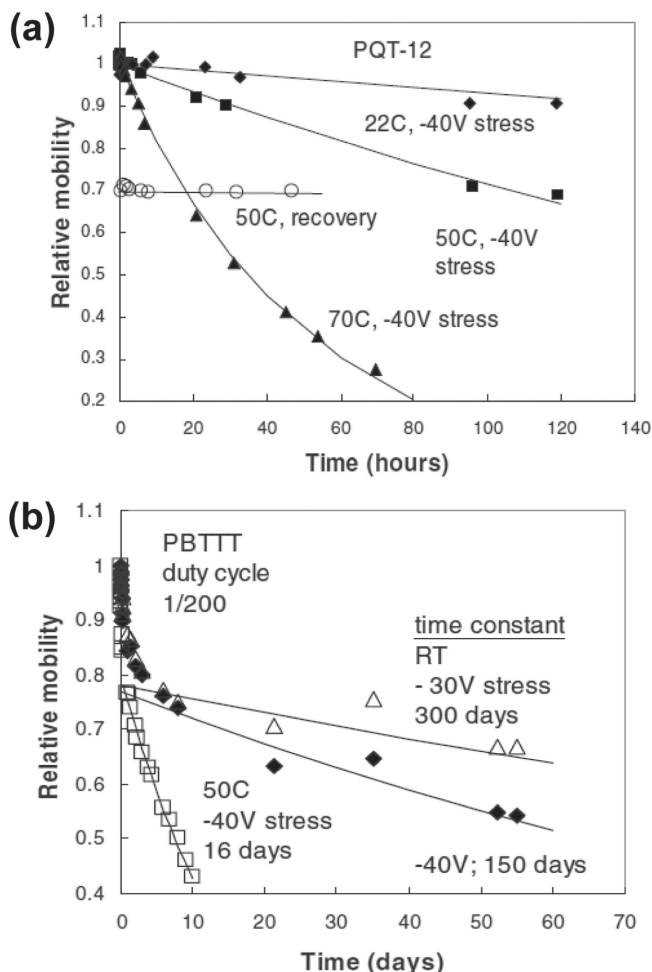 (a)
PQT-12
1.1
1
0.9
0.8
0.7
0.6
0.5
0.4
0.3
0.2
Relative mobility
22C, -40V stress
50C, recovery
50C, -40V
stress
70C, -40V stress
0 20 40 60 80 100 120 140
Time (hours)
(b)
1.1
1
0.9
0.8
0.7
0.6
0.5
0.4
Relative mobility
PBTTT
duty cycle
1/200
time constant
RT
- 30V stress
300 days
50C
-40V stress
16 days
-40V; 150 days
0 10 20 30 40 50 60 70
Time (days)